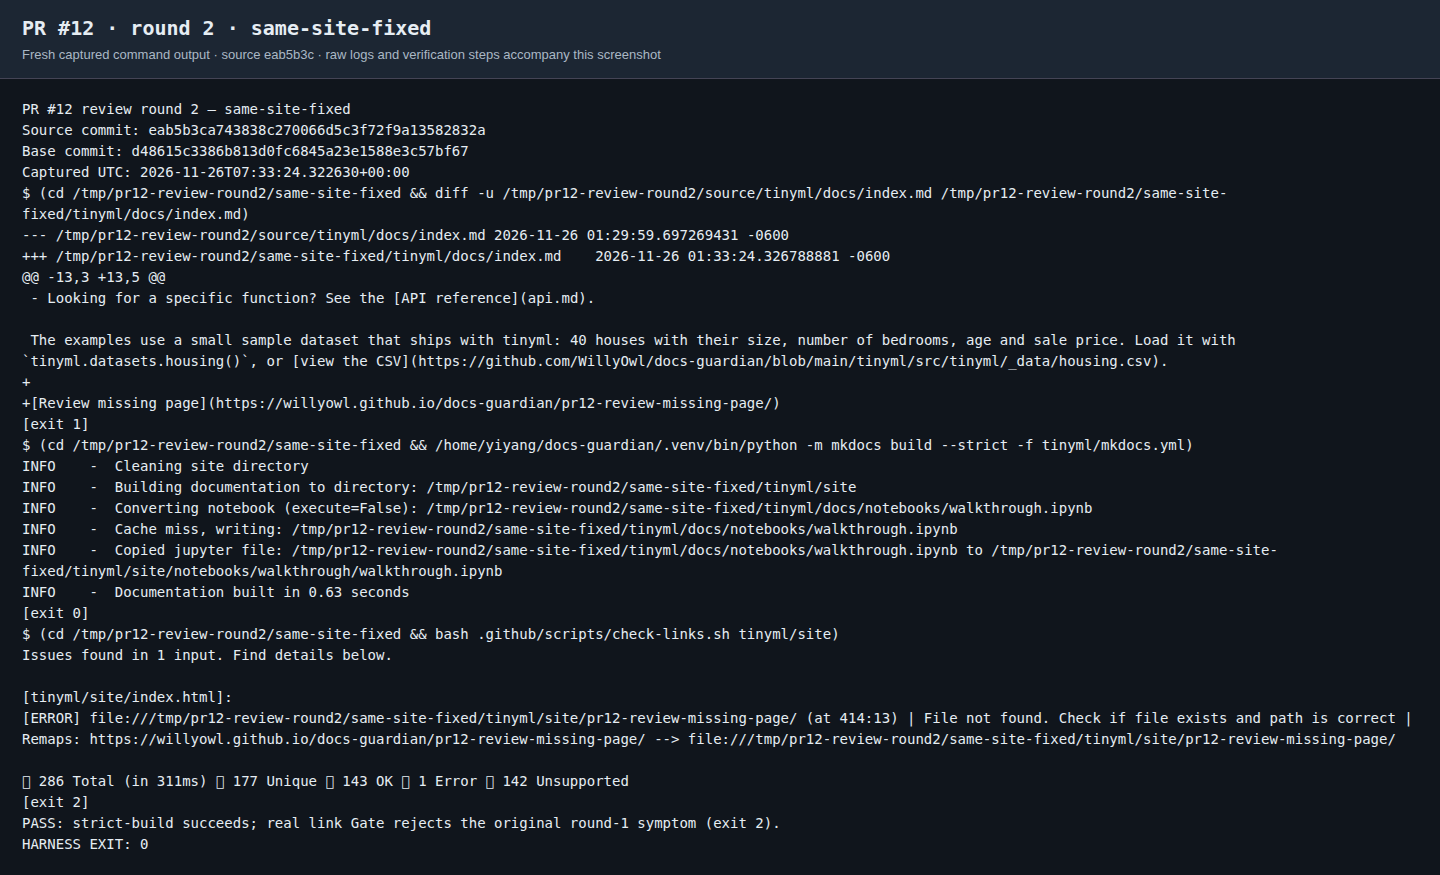 PR #12 · round 2 · same-site-fixed
Fresh captured command output · source eab5b3c · raw logs and verification steps accompany this screenshot
PR #12 review round 2 — same-site-fixed
Source commit: eab5b3ca743838c270066d5c3f72f9a13582832a
Base commit: d48615c3386b813d0fc6845a23e1588e3c57bf67
Captured UTC: 2026-11-26T07:33:24.322630+00:00
$ (cd /tmp/pr12-review-round2/same-site-fixed && diff -u /tmp/pr12-review-round2/source/tinyml/docs/index.md /tmp/pr12-review-round2/same-site-
fixed/tinyml/docs/index.md)
--- /tmp/pr12-review-round2/source/tinyml/docs/index.md 2026-11-26 01:29:59.697269431 -0600
+++ /tmp/pr12-review-round2/same-site-fixed/tinyml/docs/index.md    2026-11-26 01:33:24.326788881 -0600
@@ -13,3 +13,5 @@
 - Looking for a specific function? See the [API reference](api.md).
 The examples use a small sample dataset that ships with tinyml: 40 houses with their size, number of bedrooms, age and sale price. Load it with
`tinyml.datasets.housing()`, or [view the CSV](https://github.com/WillyOwl/docs-guardian/blob/main/tinyml/src/tinyml/_data/housing.csv).
+
+[Review missing page](https://willyowl.github.io/docs-guardian/pr12-review-missing-page/)
[exit 1]
$ (cd /tmp/pr12-review-round2/same-site-fixed && /home/yiyang/docs-guardian/.venv/bin/python -m mkdocs build --strict -f tinyml/mkdocs.yml)
INFO    -  Cleaning site directory
INFO    -  Building documentation to directory: /tmp/pr12-review-round2/same-site-fixed/tinyml/site
INFO    -  Converting notebook (execute=False): /tmp/pr12-review-round2/same-site-fixed/tinyml/docs/notebooks/walkthrough.ipynb
INFO    -  Cache miss, writing: /tmp/pr12-review-round2/same-site-fixed/tinyml/docs/notebooks/walkthrough.ipynb
INFO    -  Copied jupyter file: /tmp/pr12-review-round2/same-site-fixed/tinyml/docs/notebooks/walkthrough.ipynb to /tmp/pr12-review-round2/same-site-
fixed/tinyml/site/notebooks/walkthrough/walkthrough.ipynb
INFO    -  Documentation built in 0.63 seconds
[exit 0]
$ (cd /tmp/pr12-review-round2/same-site-fixed && bash .github/scripts/check-links.sh tinyml/site)
Issues found in 1 input. Find details below.
[tinyml/site/index.html]:
[ERROR] file:///tmp/pr12-review-round2/same-site-fixed/tinyml/site/pr12-review-missing-page/ (at 414:13) | File not found. Check if file exists and path is correct |
Remaps: https://willyowl.github.io/docs-guardian/pr12-review-missing-page/ --> file:///tmp/pr12-review-round2/same-site-fixed/tinyml/site/pr12-review-missing-page/
286 Total (in 311ms) 177 Unique 143 OK 1 Error 142 Unsupported
[exit 2]
PASS: strict-build succeeds; real link Gate rejects the original round-1 symptom (exit 2).
HARNESS EXIT: 0